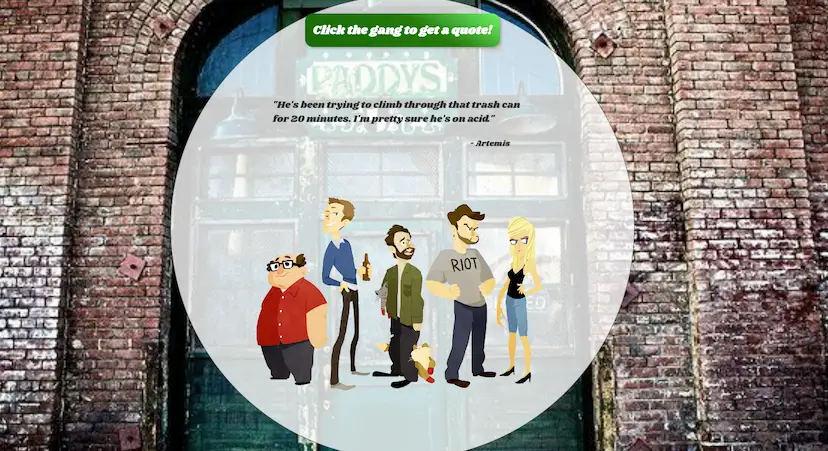 Click the gang to get a quote!
PADDYS
"He's been trying to climb through that trash can
for 20 minutes. I'm pretty sure he's on acid."
- Artemis
RIOT